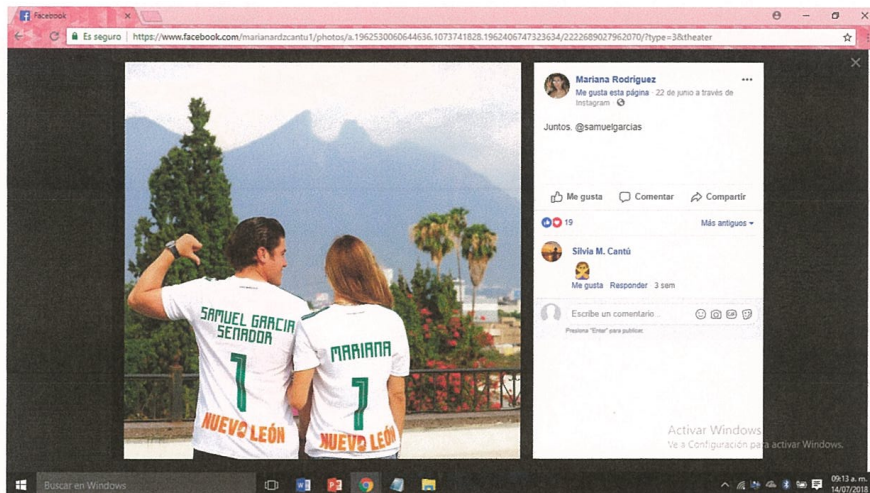 Facebook
Es seguro | https://www.facebook.com/marianardzcantu1/photos/a.1962530060644636.1073741828.1962406747323634/2222689027962070/?type=3&theater
Mariana Rodríguez
Me gusta esta página · 22 de junio a través de
Instagram ·
Juntos. @samuelgarcias
Me gusta Comentar Compartir
19 Más antiguos
Silvia M. Cantú
Me gusta Responder 3 sem
Escribe un comentario...
Presiona "Enter" para publicar.
SAMUEL GARCIA
SENADOR
1
NUEVO LEÓN
MARIANA
1
NUEVO LEÓN
Activar Windows
Ve a Configuración para activar Windows.
Buscar en Windows
09:13 a. m.
14/07/2018